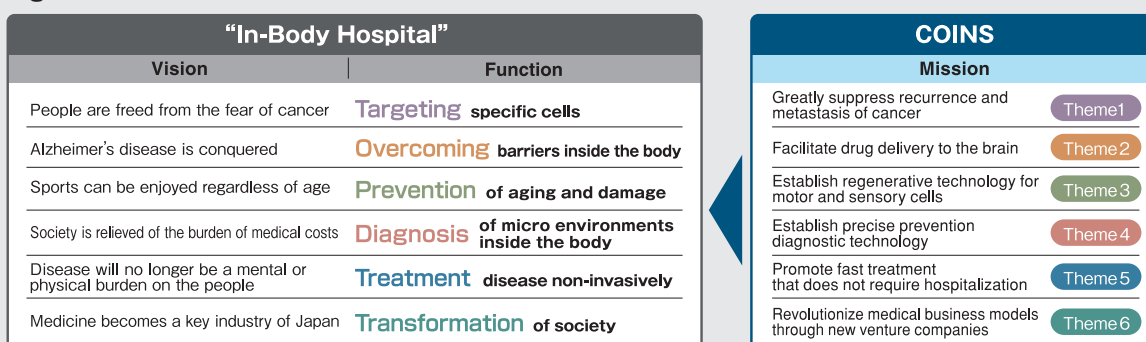 “In-Body Hospital”
Vision
Function
People are freed from the fear of cancer
Targeting specific cells
Alzheimer’s disease is conquered
Overcoming barriers inside the body
Sports can be enjoyed regardless of age
Prevention of aging and damage
Society is relieved of the burden of medical costs
Diagnosis of micro environments
inside the body
Disease will no longer be a mental or
physical burden on the people
Treatment disease non-invasively
Medicine becomes a key industry of Japan
Transformation of society
COINS
Mission
Greatly suppress recurrence and
metastasis of cancer
Theme1
Facilitate drug delivery to the brain
Theme2
Establish regenerative technology for
motor and sensory cells
Theme3
Establish precise prevention
diagnostic technology
Theme4
Promote fast treatment
that does not require hospitalization
Theme5
Revolutionize medical business models
through new venture companies
Theme6